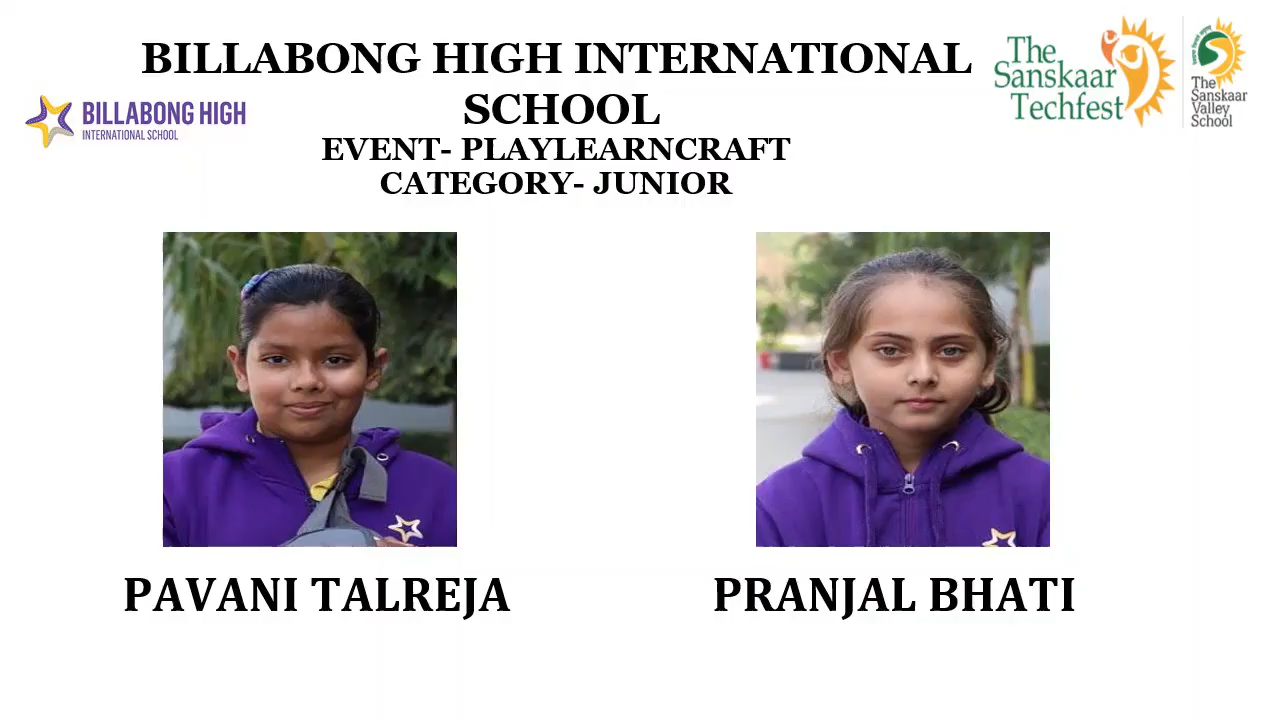 BILLABONG HIGH INTERNATIONAL
SCHOOL
EVENT- PLAYLEARNCRAFT
CATEGORY- JUNIOR
BILLABONG HIGH
INTERNATIONAL SCHOOL
The
Sanskaar
Techfest
The
Sanskaar
Valley
School
PAVANI TALREJA
PRANJAL BHATI